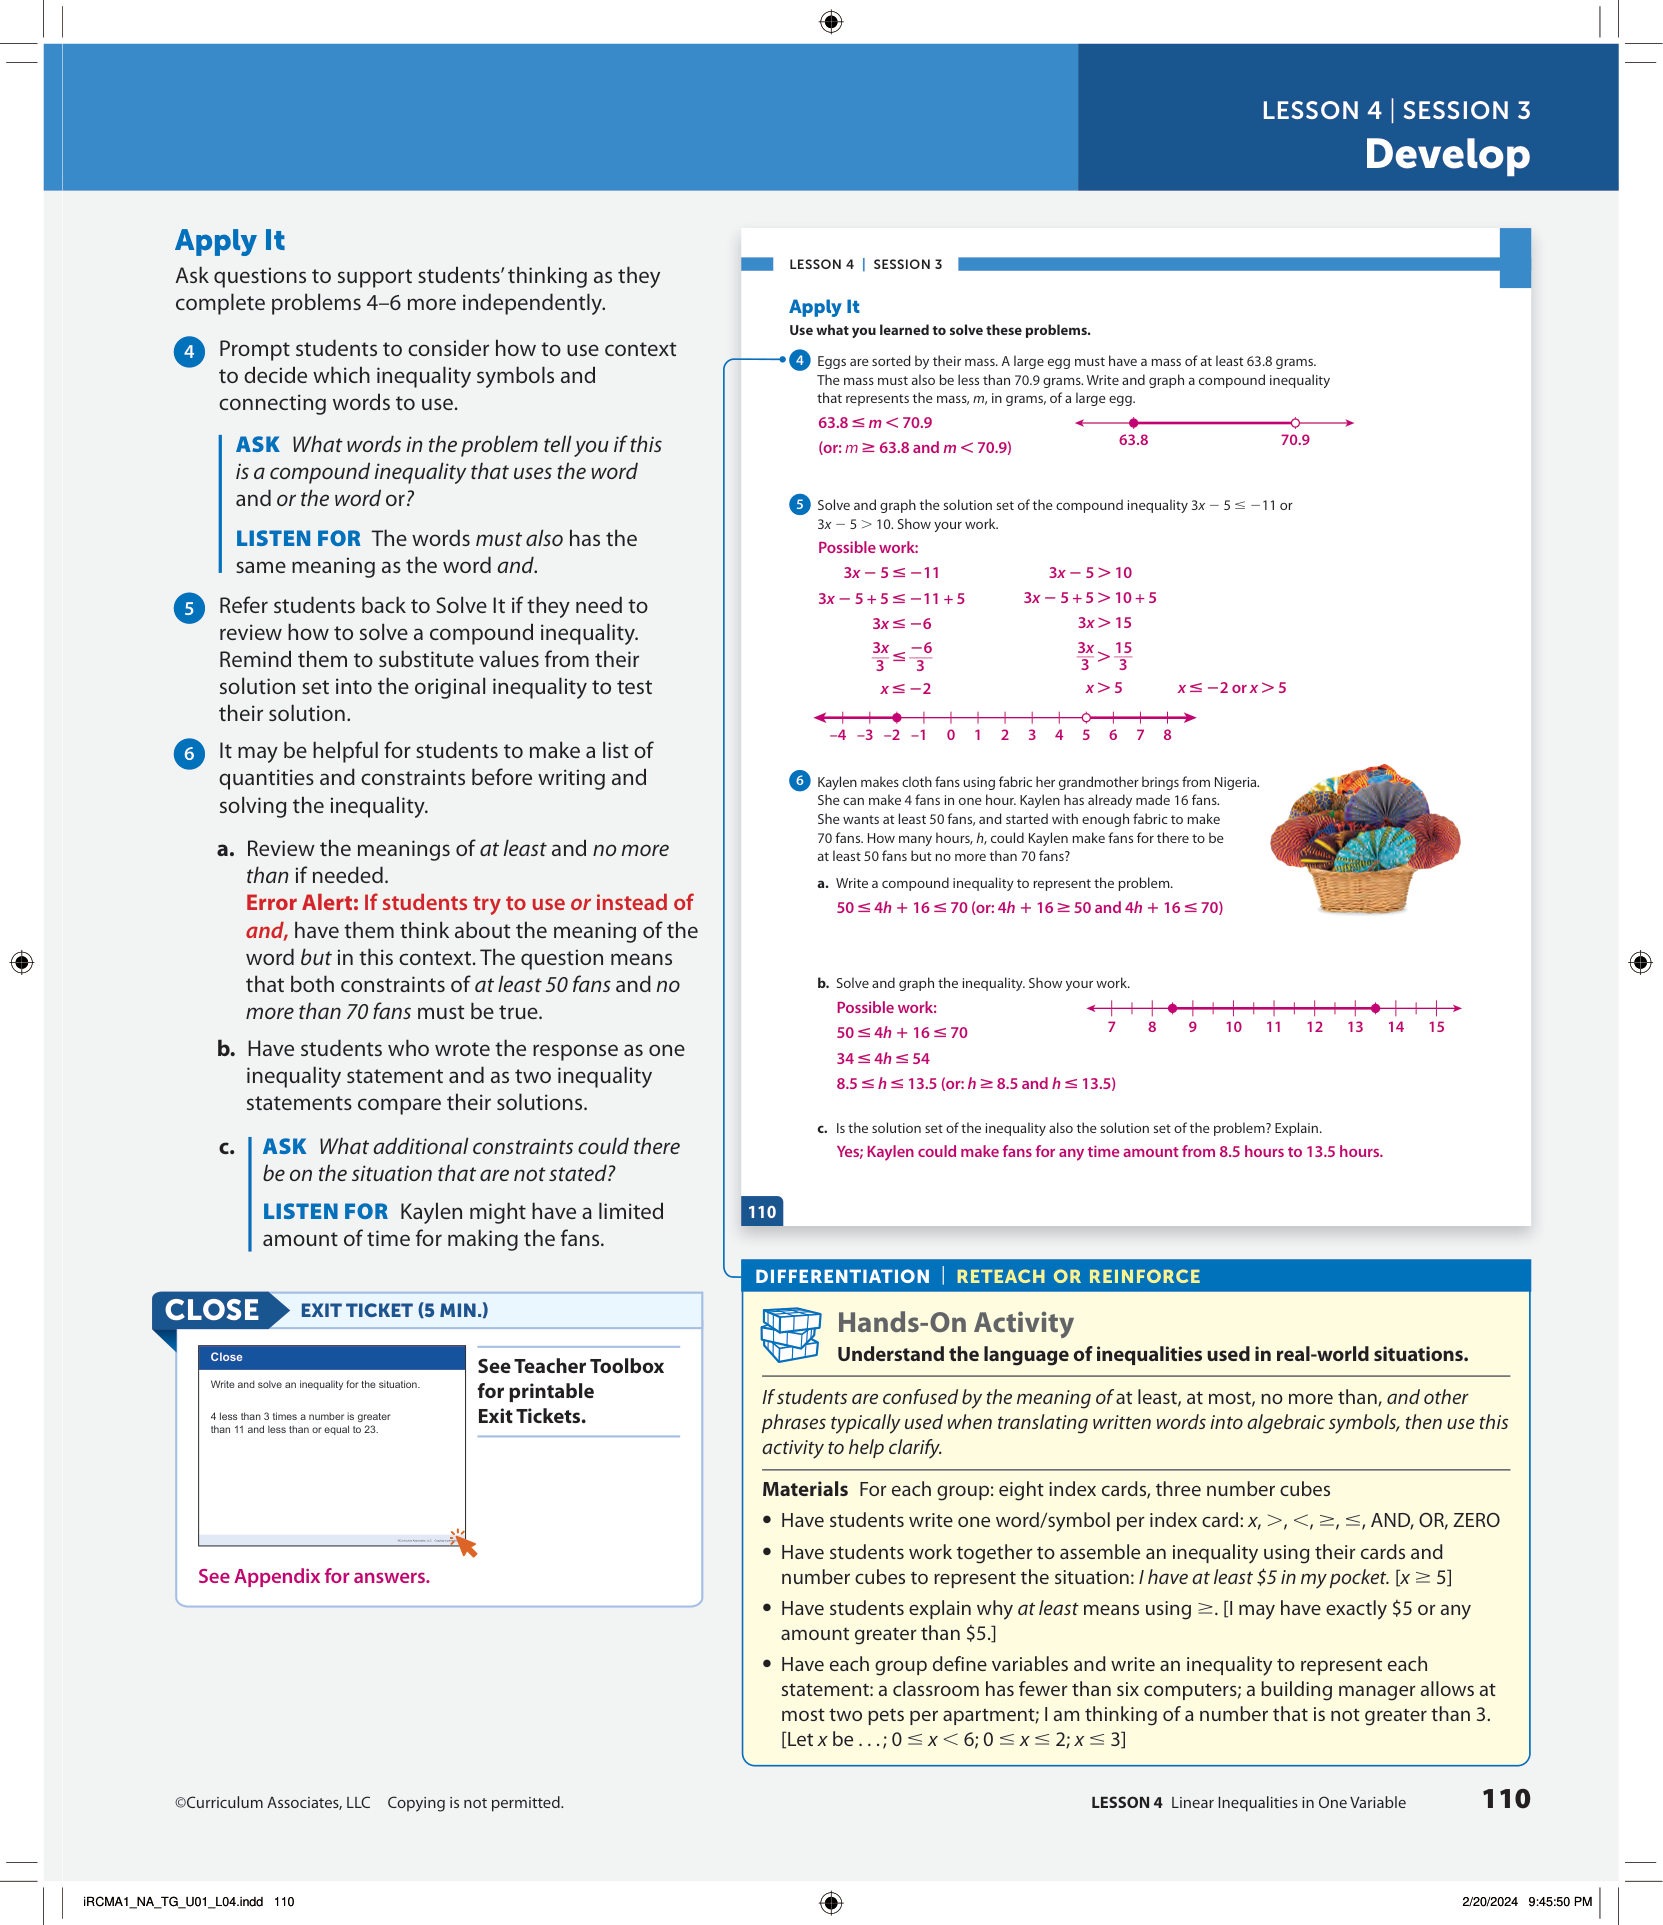 LESSON 4 | SESSION 3
Develop
Apply It
Ask questions to support students’ thinking as they
complete problems 4–6 more independently.
4 Prompt students to consider how to use context
to decide which inequality symbols and
connecting words to use.
ASK What words in the problem tell you if this
is a compound inequality that uses the word
and or the word or?
LISTEN FOR The words must also has the
same meaning as the word and.
5 Refer students back to Solve It if they need to
review how to solve a compound inequality.
Remind them to substitute values from their
solution set into the original inequality to test
their solution.
6 It may be helpful for students to make a list of
quantities and constraints before writing and
solving the inequality.
a. Review the meanings of at least and no more
than if needed.
Error Alert: If students try to use or instead of
and, have them think about the meaning of the
word but in this context. The question means
that both constraints of at least 50 fans and no
more than 70 fans must be true.
b. Have students who wrote the response as one
inequality statement and as two inequality
statements compare their solutions.
c. ASK What additional constraints could there
be on the situation that are not stated?
LISTEN FOR Kaylen might have a limited
amount of time for making the fans.
CLOSE EXIT TICKET (5 MIN.)
Close
Write and solve an inequality for the situation.
4 less than 3 times a number is greater
than 11 and less than or equal to 23.
See Teacher Toolbox
for printable
Exit Tickets.
See Appendix for answers.
LESSON 4 | SESSION 3
Apply It
Use what you learned to solve these problems.
4 Eggs are sorted by their mass. A large egg must have a mass of at least 63.8 grams.
The mass must also be less than 70.9 grams. Write and graph a compound inequality
that represents the mass, m, in grams, of a large egg.
63.8 ≤ m < 70.9
(or: m ≥ 63.8 and m < 70.9)
63.8 70.9
5 Solve and graph the solution set of the compound inequality 3x − 5 ≤ −11 or
3x − 5 > 10. Show your work.
Possible work:
3x − 5 ≤ −11 3x − 5 > 10
3x − 5 + 5 ≤ −11 + 5 3x − 5 + 5 > 10 + 5
3x ≤ −6 3x > 15
3x/3 ≤ −6/3 3x/3 > 15/3
x ≤ −2 x > 5 x ≤ −2 or x > 5
–4 –3 –2 –1 0 1 2 3 4 5 6 7 8
6 Kaylen makes cloth fans using fabric her grandmother brings from Nigeria.
She can make 4 fans in one hour. Kaylen has already made 16 fans.
She wants at least 50 fans, and started with enough fabric to make
70 fans. How many hours, h, could Kaylen make fans for there to be
at least 50 fans but no more than 70 fans?
a. Write a compound inequality to represent the problem.
50 ≤ 4h + 16 ≤ 70 (or: 4h + 16 ≥ 50 and 4h + 16 ≤ 70)
b. Solve and graph the inequality. Show your work.
Possible work:
50 ≤ 4h + 16 ≤ 70
34 ≤ 4h ≤ 54
8.5 ≤ h ≤ 13.5 (or: h ≥ 8.5 and h ≤ 13.5)
7 8 9 10 11 12 13 14 15
c. Is the solution set of the inequality also the solution set of the problem? Explain.
Yes; Kaylen could make fans for any time amount from 8.5 hours to 13.5 hours.
110
DIFFERENTIATION | RETEACH OR REINFORCE
Hands-On Activity
Understand the language of inequalities used in real-world situations.
If students are confused by the meaning of at least, at most, no more than, and other
phrases typically used when translating written words into algebraic symbols, then use this
activity to help clarify.
Materials For each group: eight index cards, three number cubes
• Have students write one word/symbol per index card: x, >, <, ≥, ≤, AND, OR, ZERO
• Have students work together to assemble an inequality using their cards and
number cubes to represent the situation: I have at least $5 in my pocket. [x ≥ 5]
• Have students explain why at least means using ≥. [I may have exactly $5 or any
amount greater than $5.]
• Have each group define variables and write an inequality to represent each
statement: a classroom has fewer than six computers; a building manager allows at
most two pets per apartment; I am thinking of a number that is not greater than 3.
[Let x be . . . ; 0 ≤ x < 6; 0 ≤ x ≤ 2; x ≤ 3]
©Curriculum Associates, LLC Copying is not permitted.
LESSON 4 Linear Inequalities in One Variable 110
iRCMA1_NA_TG_U01_L04.indd 110
2/20/2024 9:45:50 PM